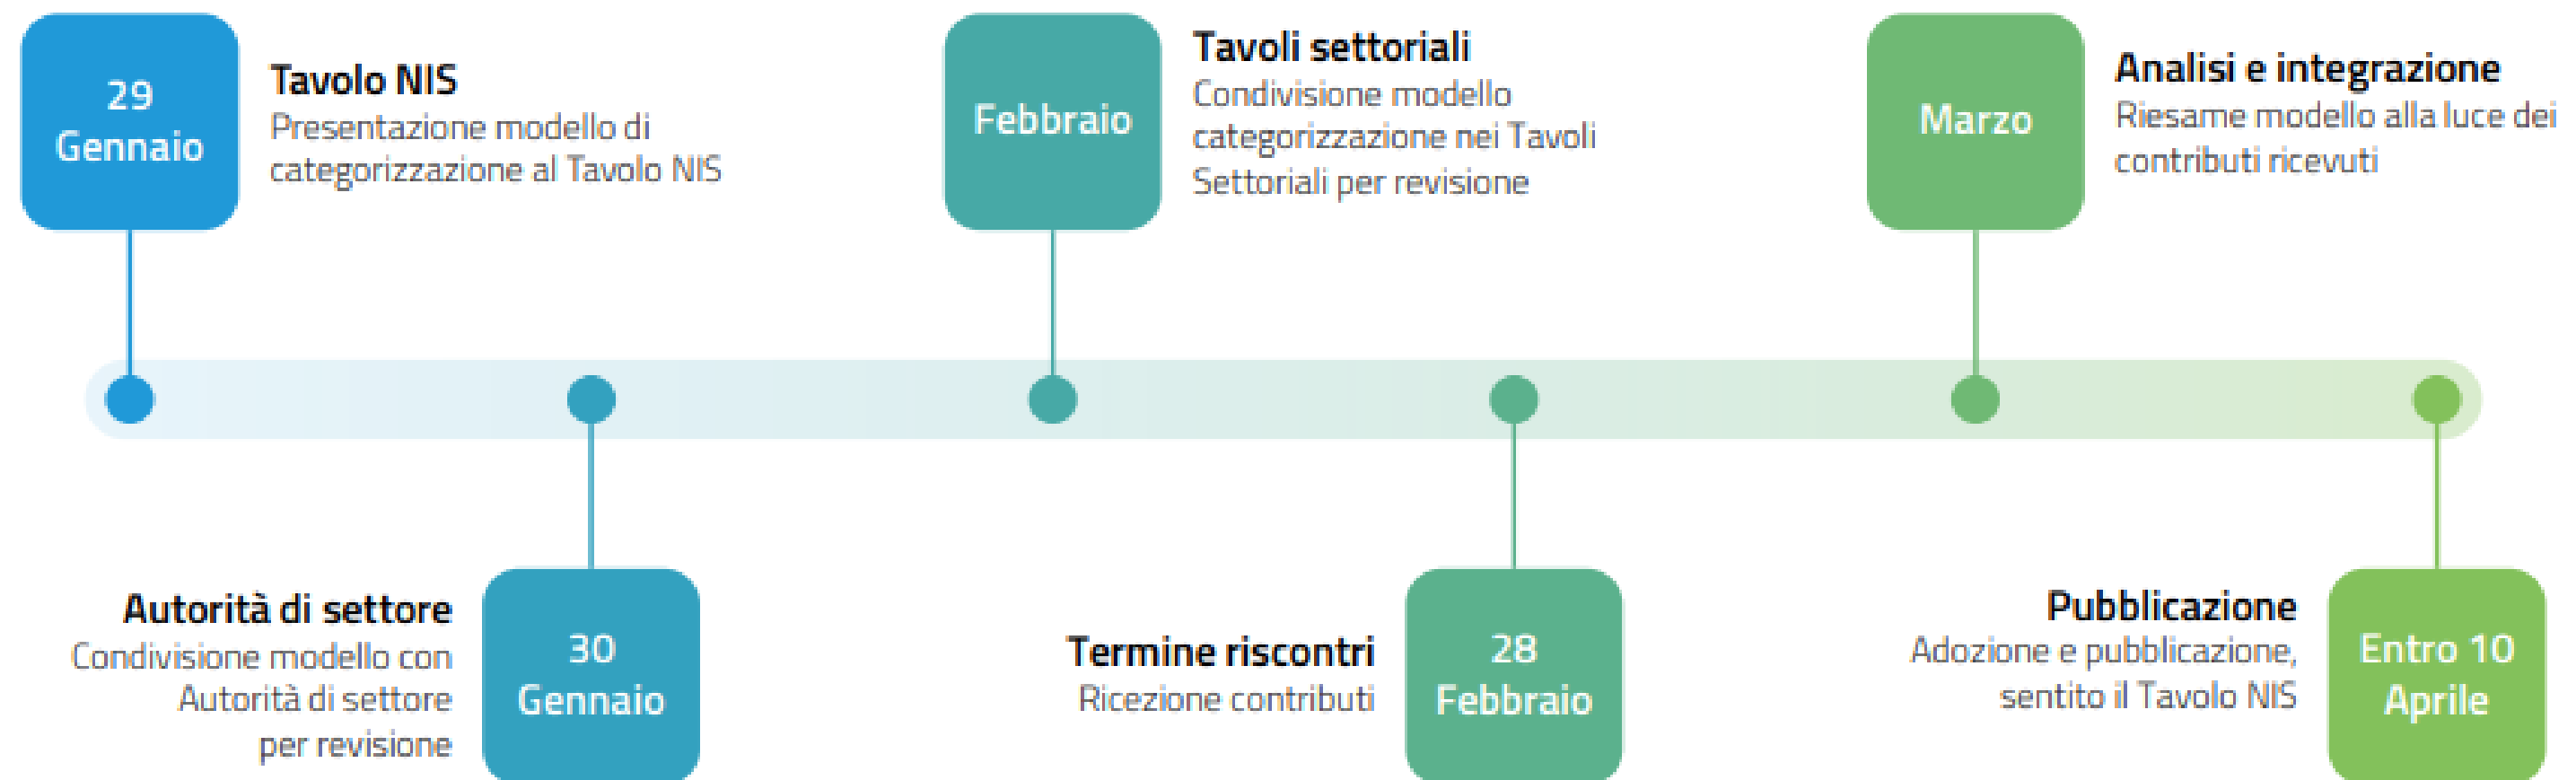 29
Gennaio
Tavolo NIS
Presentazione modello di
categorizzazione al Tavolo NIS
Febbraio
Tavoli settoriali
Condivisione modello
categorizzazione nei Tavoli
Settoriali per revisione
Marzo
Analisi e integrazione
Riesame modello alla luce dei
contributi ricevuti
Autorità di settore
Condivisione modello con
Autorità di settore
per revisione
30
Gennaio
Termine riscontri
Ricezione contributi
28
Febbraio
Pubblicazione
Adozione e pubblicazione,
sentito il Tavolo NIS
Entro 10
Aprile